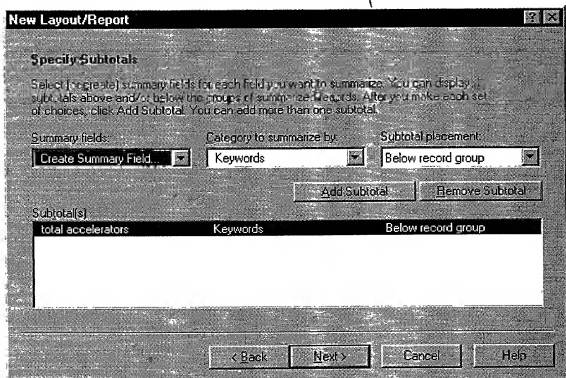 New Layout/Report
Specify Subtotals
Select (or create) summary fields for each field you want to summarize. You can display
subtotals above and/or below the groups of summarize Records. After you make each set
of choices, click Add Subtotal. You can add more than one subtotal.
Summary fields: Category to summarize by: Subtotal placement:
Create Summary Field... Keywords Below record group
Add Subtotal Remove Subtotal
Subtotal(s)
total accelerators Keywords Below record group
< Back Next > Cancel Help